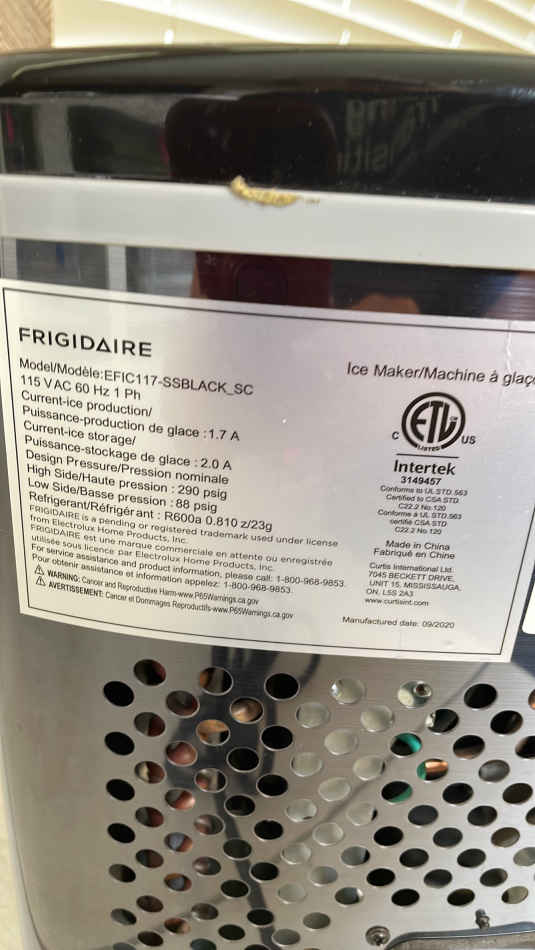 FRIGIDAIRE
Model/Modèle:EFIC117-SSBLACK_SC
115 V AC 60 Hz 1 Ph
Current-ice production/
Puissance-production de glace : 1.7 A
Current-ice storage/
Puissance-stockage de glace : 2.0 A
Design Pressure/Pression nominale
High Side/Haute pression : 290 psig
Low Side/Basse pression : 88 psig
Refrigerant/Réfrigérant : R600a 0.810 z/23g
FRIGIDAIRE is a pending or registered trademark used under license
from Electrolux Home Products, Inc.
FRIGIDAIRE est une marque commerciale en attente ou enregistrée
utilisée sous licence par Electrolux Home Products, Inc.
For service assistance and product information, please call: 1-800-968-9853.
Pour obtenir assistance et information appelez: 1-800-968-9853.
WARNING: Cancer and Reproductive Harm-www.P65Warnings.ca.gov
AVERTISSEMENT: Cancer et Dommages Reproductifs-www.P65Warnings.ca.gov
Ice Maker/Machine à glaç
C ETL US
LISTED
Intertek
3149457
Conforms to UL STD.563
Certified to CSA STD
C22.2 No.120
Conforme à UL STD.563
certifié CSA STD
C22.2 No.120
Made in China
Fabriqué en Chine
Curtis International Ltd.
7045 BECKETT DRIVE,
UNIT 15, MISSISSAUGA,
ON, L5S 2A3
www.curtisint.com
Manufactured date: 09/2020